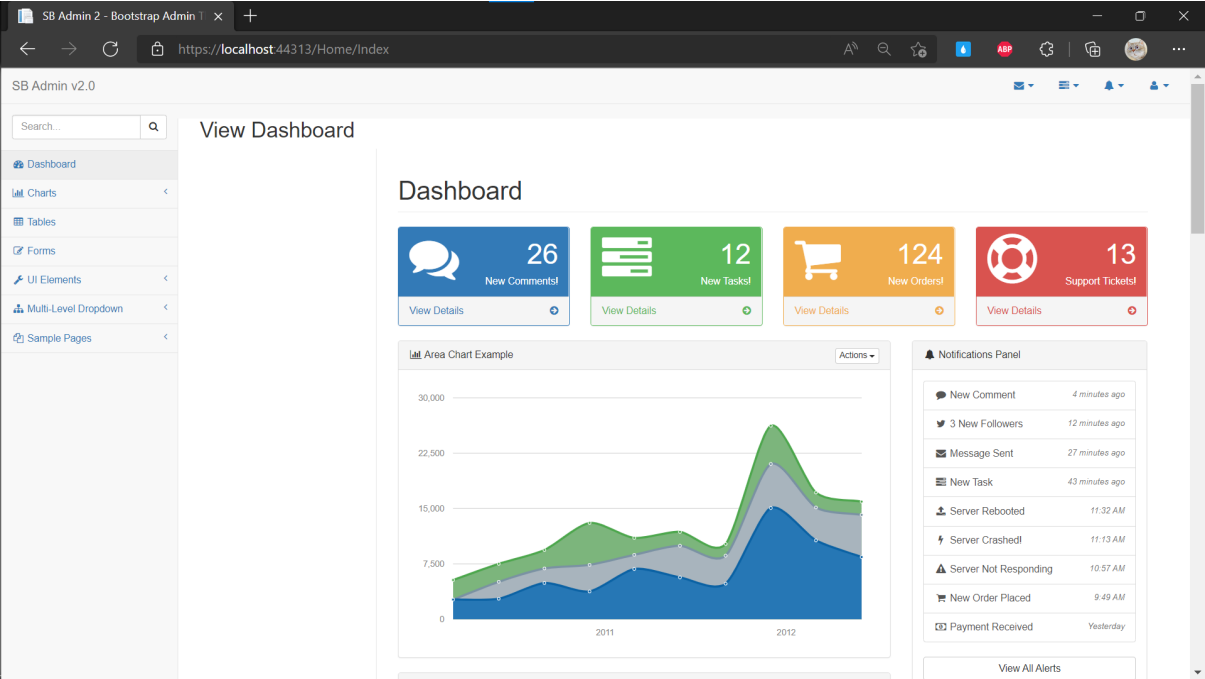 SB Admin 2 - Bootstrap Admin T
https://localhost:44313/Home/Index
ABP
SB Admin v2.0
Search...
View Dashboard
Dashboard
Charts
Tables
Forms
UI Elements
Multi-Level Dropdown
Sample Pages
Dashboard
26
New Comments!
View Details
12
New Tasks!
View Details
124
New Orders!
View Details
13
Support Tickets!
View Details
Area Chart Example
Actions
30,000
22,500
15,000
7,500
0
2011
2012
Notifications Panel
New Comment 4 minutes ago
3 New Followers 12 minutes ago
Message Sent 27 minutes ago
New Task 43 minutes ago
Server Rebooted 11:32 AM
Server Crashed! 11:13 AM
Server Not Responding 10:57 AM
New Order Placed 9:49 AM
Payment Received Yesterday
View All Alerts